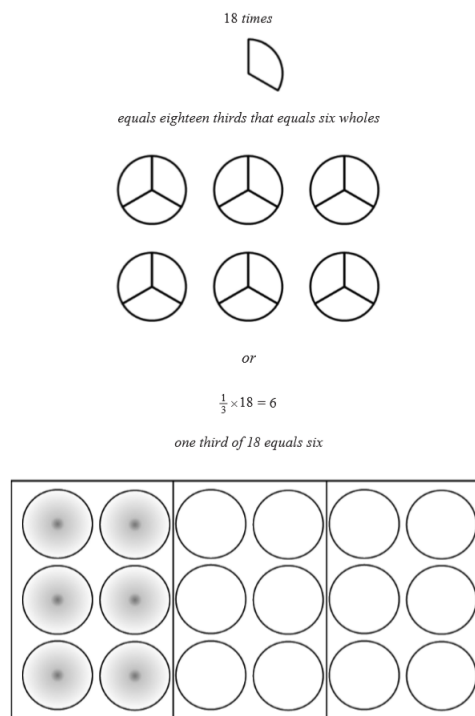 18 times
equals eighteen thirds that equals six wholes
or
1/3 × 18 = 6
one third of 18 equals six